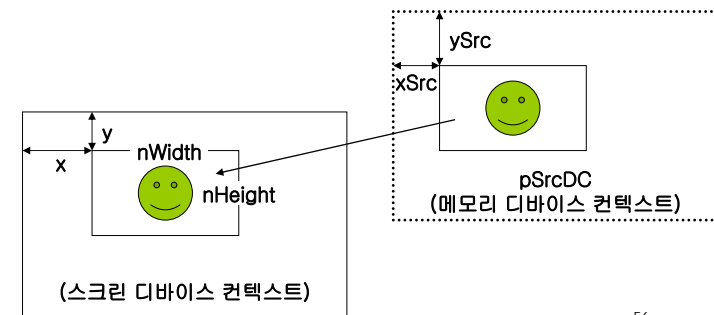 ySrc
xSrc
y
nWidth
x
nHeight
pSrcDC
(메모리 디바이스 컨텍스트)
(스크린 디바이스 컨텍스트)